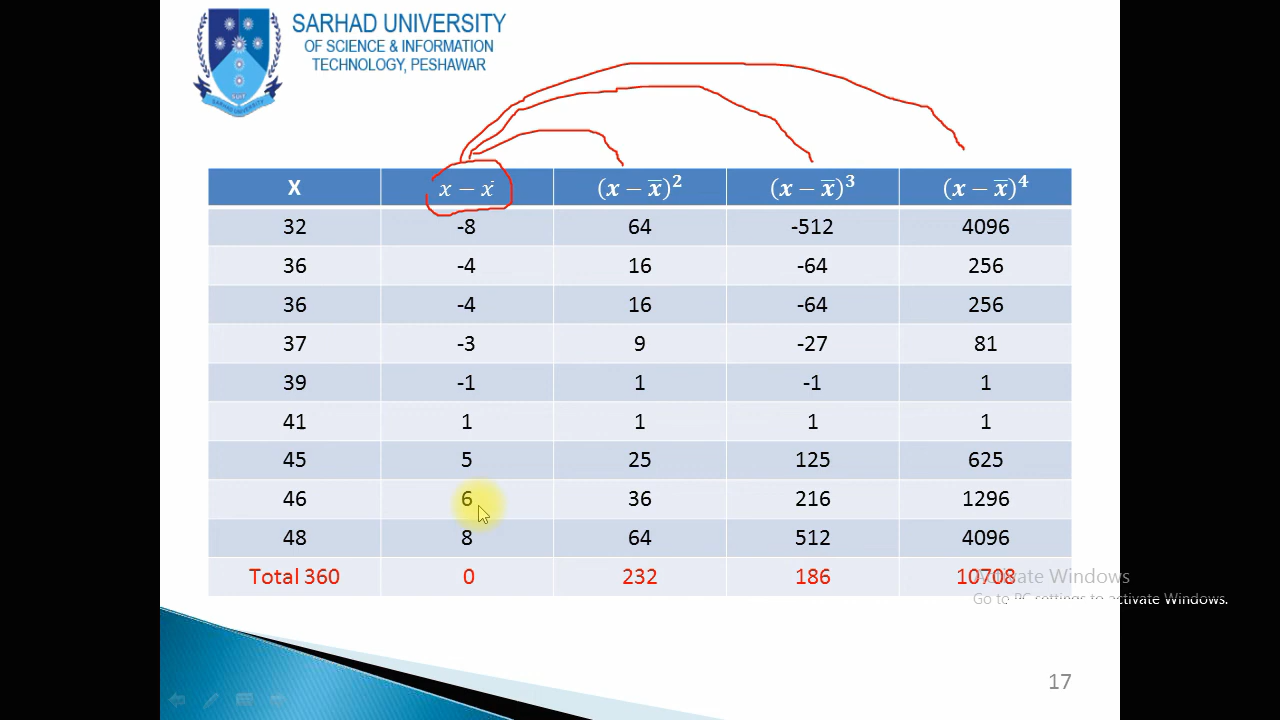 SARHAD UNIVERSITY
OF SCIENCE & INFORMATION
TECHNOLOGY, PESHAWAR
X x − x̄ (x − x̄)² (x − x̄)³ (x − x̄)⁴
32 -8 64 -512 4096
36 -4 16 -64 256
36 -4 16 -64 256
37 -3 9 -27 81
39 -1 1 -1 1
41 1 1 1 1
45 5 25 125 625
46 6 36 216 1296
48 8 64 512 4096
Total 360 0 232 186 10708
Activate Windows
Go to PC settings to activate Windows.
17